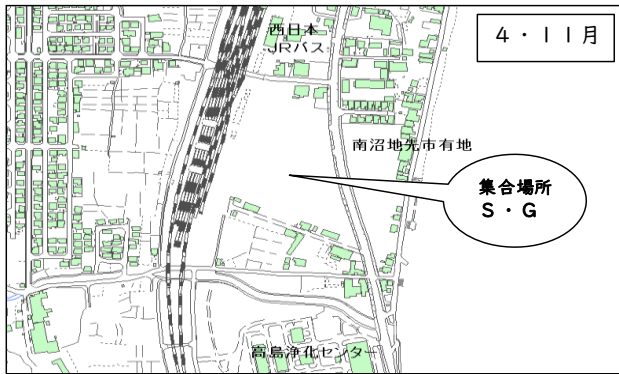 西日本
JRバス
4・11月
南沼地先市有地
集合場所
S・G
高島浄化センター